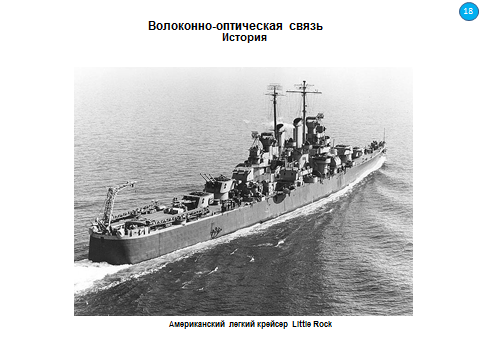 18
Волоконно-оптическая связь
История
Американский легкий крейсер Little Rock